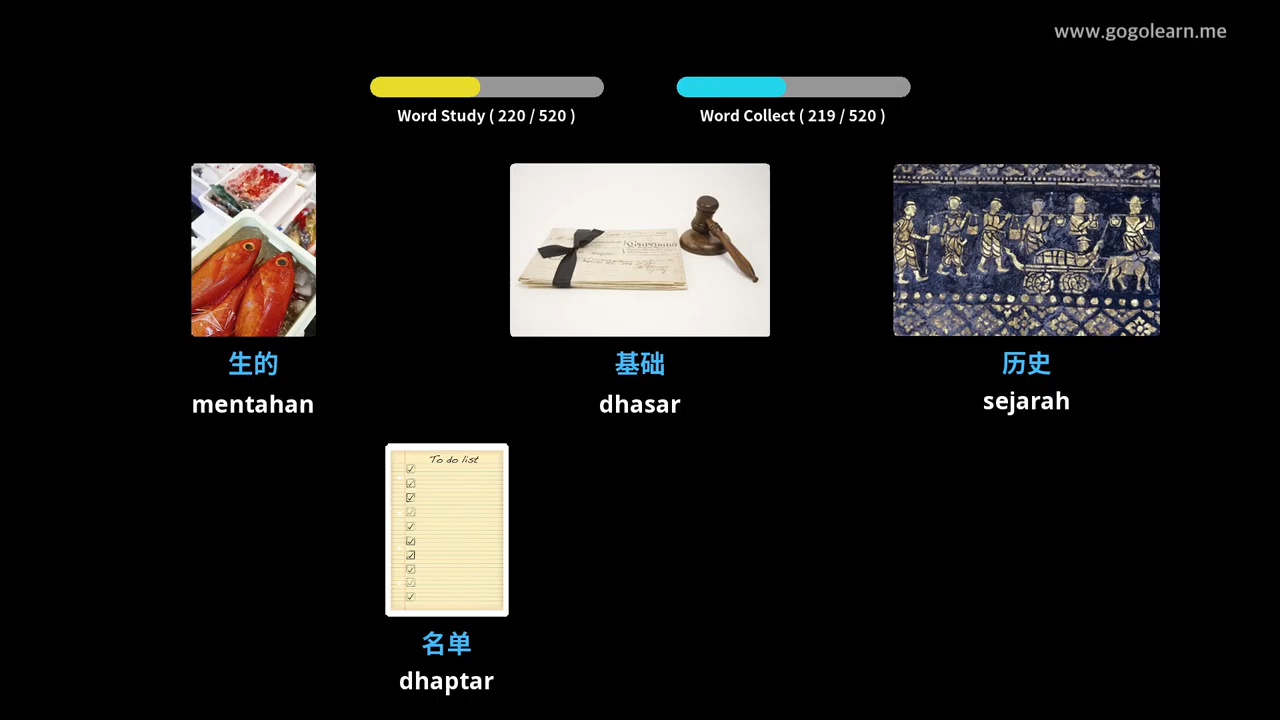 www.gogolearn.me
Word Study ( 220 / 520 )
Word Collect ( 219 / 520 )
生的
mentahan
基础
dhasar
历史
sejarah
To do list
名单
dhaptar